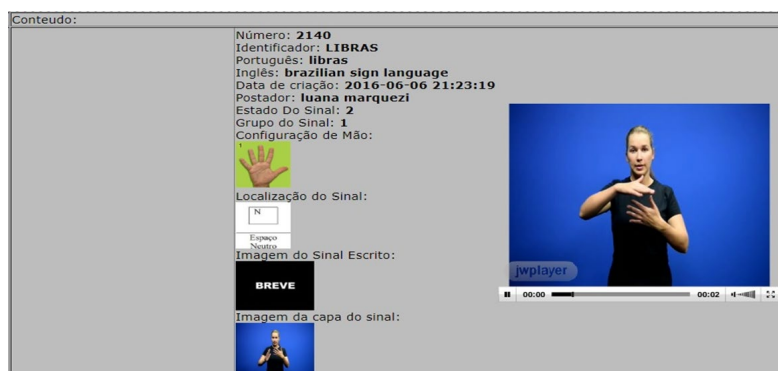 Conteudo:
Número: 2140
Identificador: LIBRAS
Português: libras
Inglês: brazilian sign language
Data de criação: 2016-06-06 21:23:19
Postador: luana marquezi
Estado Do Sinal: 2
Grupo do Sinal: 1
Configuração de Mão:
1
Localização do Sinal:
N
Espaço
Neutro
Imagem do Sinal Escrito:
BREVE
Imagem da capa do sinal:
jwplayer
00:00 00:02